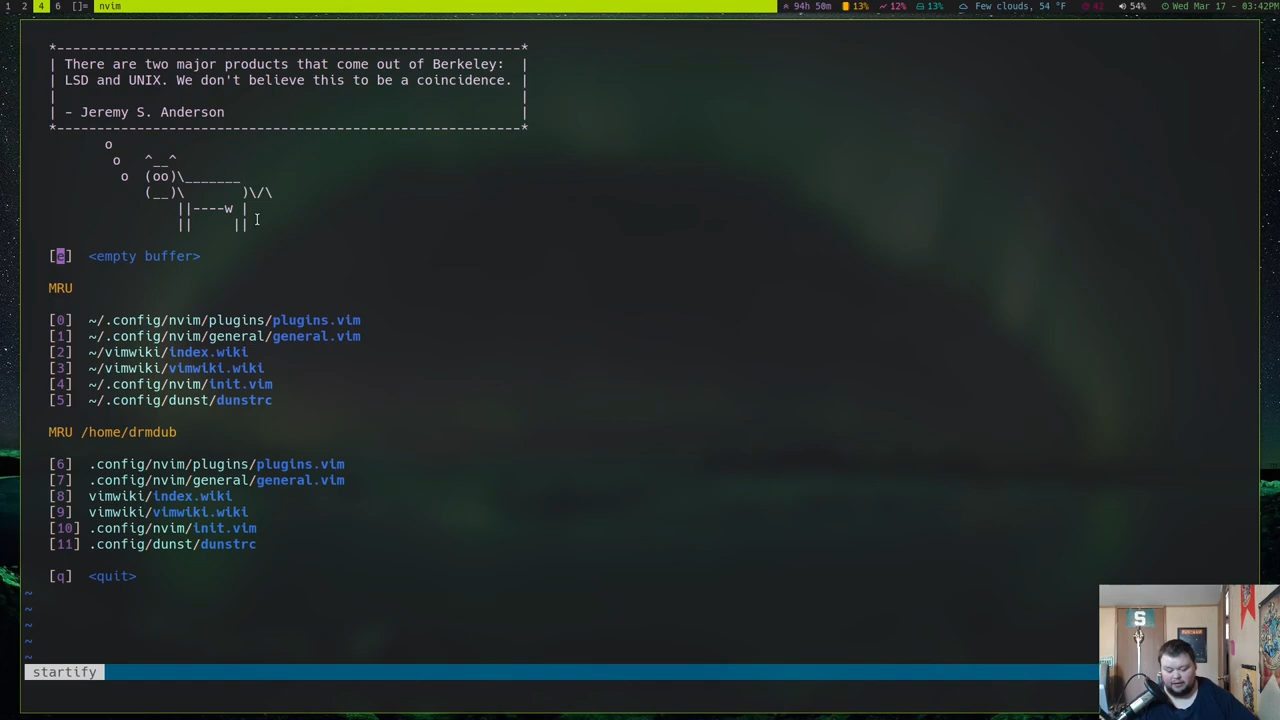 1 2 4 6 []= nvim 94h 50m 13% 12% 13% Few clouds, 54 °F 42 54% Wed Mar 17 - 03:42PM
*----------------------------------------------------------*
| There are two major products that come out of Berkeley:  |
| LSD and UNIX. We don't believe this to be a coincidence. |
|                                                          |
| - Jeremy S. Anderson                                     |
*----------------------------------------------------------*
       o
        o   ^__^
         o  (oo)\_______
            (__)\       )\/\
                ||----w |
                ||     ||
[e]  <empty buffer>
MRU
[0]  ~/.config/nvim/plugins/plugins.vim
[1]  ~/.config/nvim/general/general.vim
[2]  ~/vimwiki/index.wiki
[3]  ~/vimwiki/vimwiki.wiki
[4]  ~/.config/nvim/init.vim
[5]  ~/.config/dunst/dunstrc
MRU /home/drmdub
[6]  .config/nvim/plugins/plugins.vim
[7]  .config/nvim/general/general.vim
[8]  vimwiki/index.wiki
[9]  vimwiki/vimwiki.wiki
[10] .config/nvim/init.vim
[11] .config/dunst/dunstrc
[q]  <quit>
~
~
~
~
~
startify
S